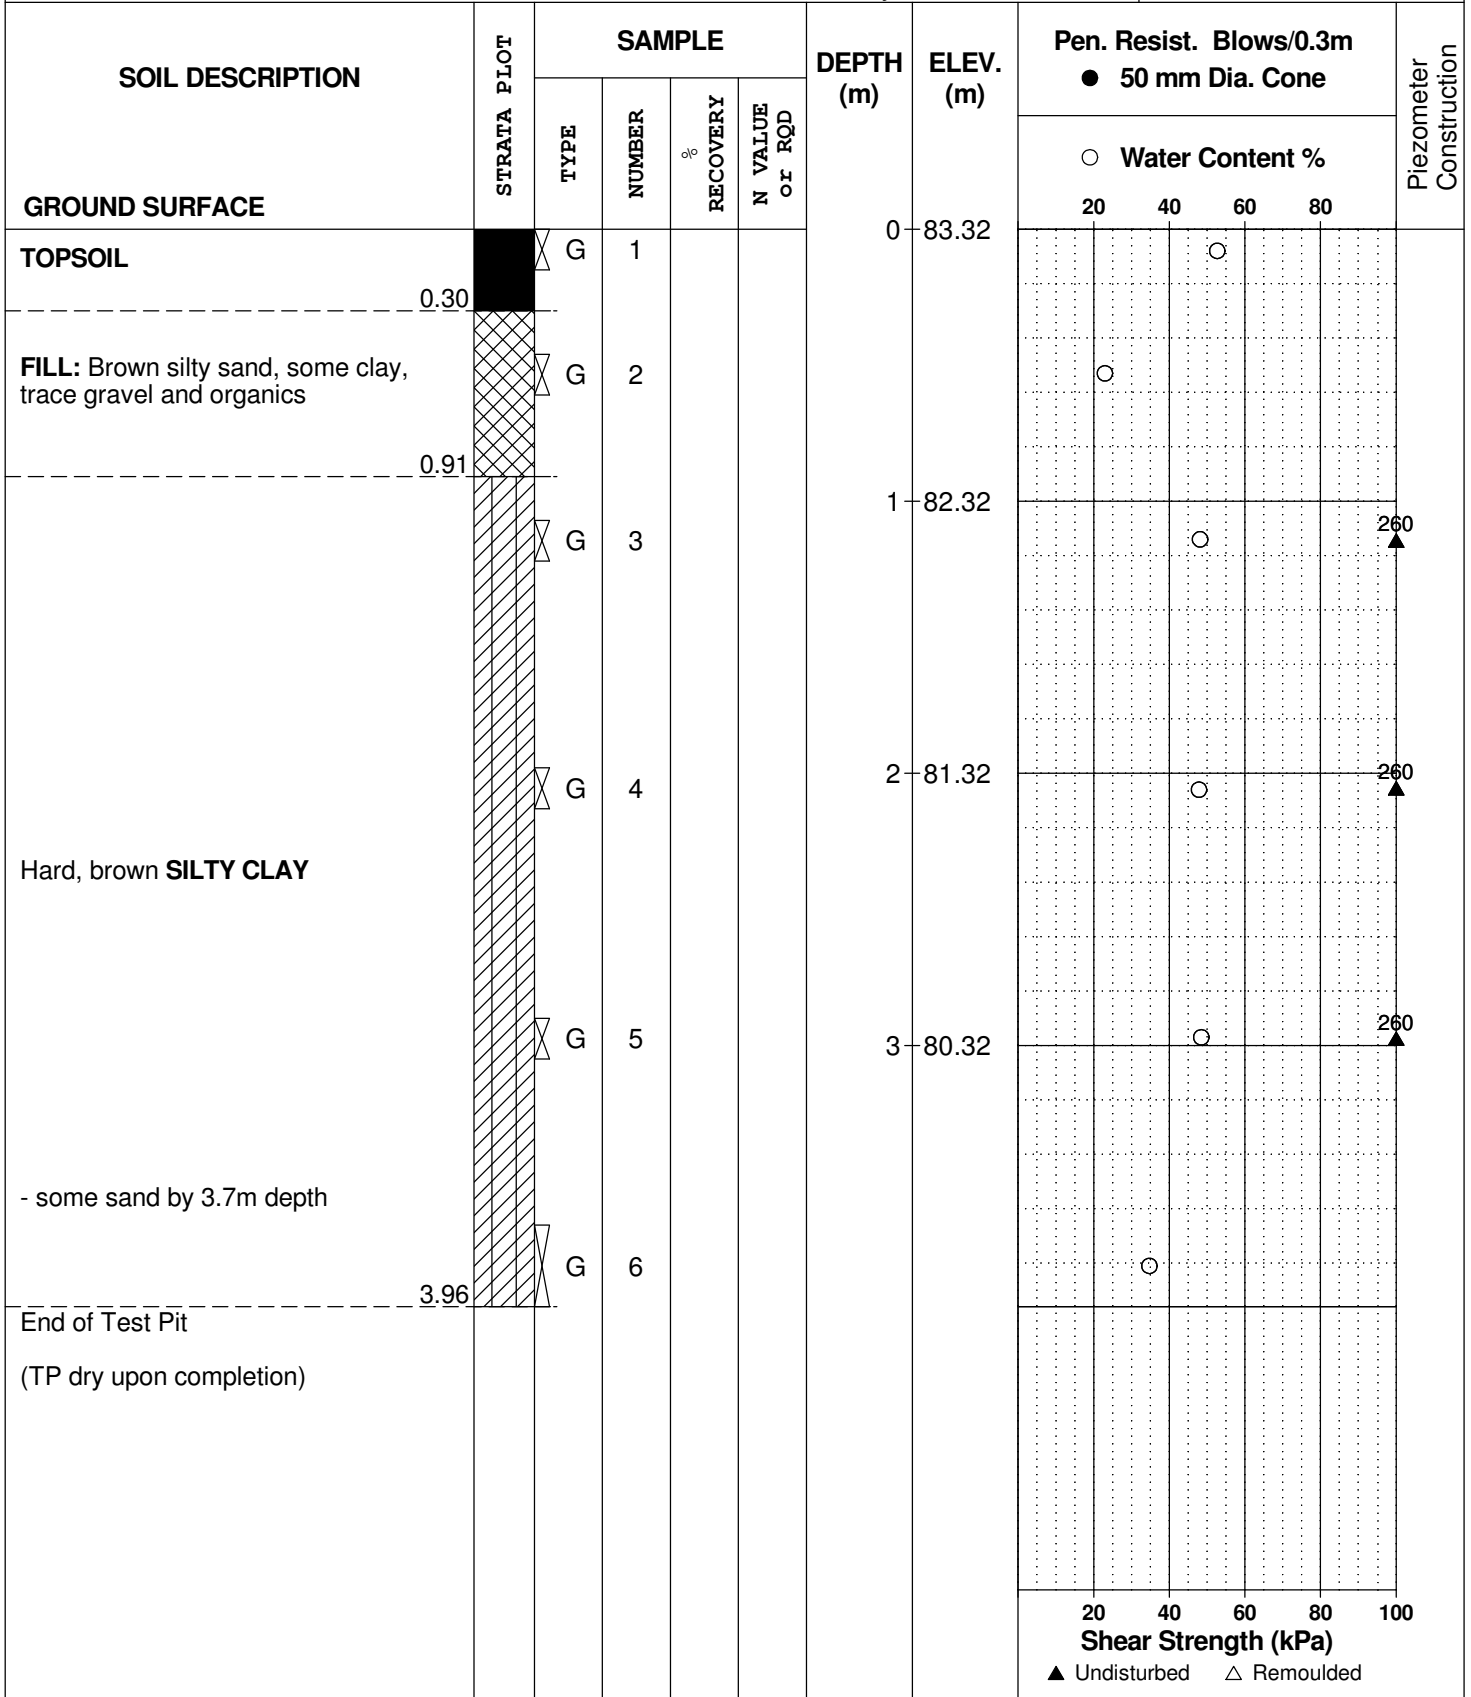 SOIL DESCRIPTION
GROUND SURFACE
STRATA PLOT
SAMPLE
TYPE
NUMBER
%
RECOVERY
N VALUE
or RQD
DEPTH
(m)
ELEV.
(m)
Pen. Resist. Blows/0.3m
● 50 mm Dia. Cone
○ Water Content %
20 40 60 80
Piezometer
Construction
0 83.32
TOPSOIL
G 1
0.30
FILL: Brown silty sand, some clay,
trace gravel and organics
G 2
0.91
1 82.32
G 3
260
2 81.32
G 4
260
Hard, brown SILTY CLAY
G 5
260
3 80.32
- some sand by 3.7m depth
G 6
3.96
End of Test Pit
(TP dry upon completion)
20 40 60 80 100
Shear Strength (kPa)
▲ Undisturbed △ Remoulded